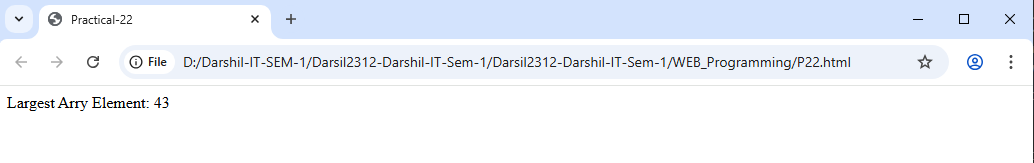 Practical-22
File D:/Darshil-IT-SEM-1/Darsil2312-Darshil-IT-Sem-1/Darsil2312-Darshil-IT-Sem-1/WEB_Programming/P22.html
Largest Arry Element: 43